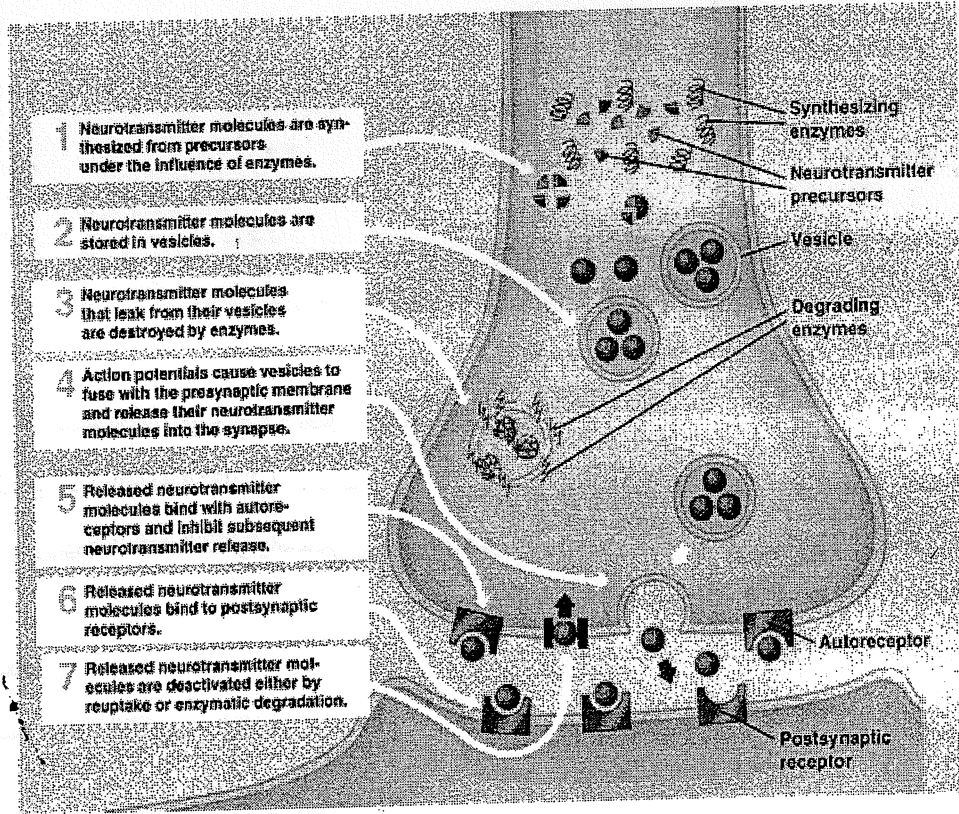 1 Neurotransmitter molecules are syn-
thesized from precursors
under the influence of enzymes.
2 Neurotransmitter molecules are
stored in vesicles.
3 Neurotransmitter molecules
that leak from their vesicles
are destroyed by enzymes.
4 Action potentials cause vesicles to
fuse with the presynaptic membrane
and release their neurotransmitter
molecules into the synapse.
5 Released neurotransmitter
molecules bind with autore-
ceptors and inhibit subsequent
neurotransmitter release.
6 Released neurotransmitter
molecules bind to postsynaptic
receptors.
7 Released neurotransmitter mol-
ecules are deactivated either by
reuptake or enzymatic degradation.
Synthesizing
enzymes
Neurotransmitter
precursors
Vesicle
Degrading
enzymes
Autoreceptor
Postsynaptic
receptor